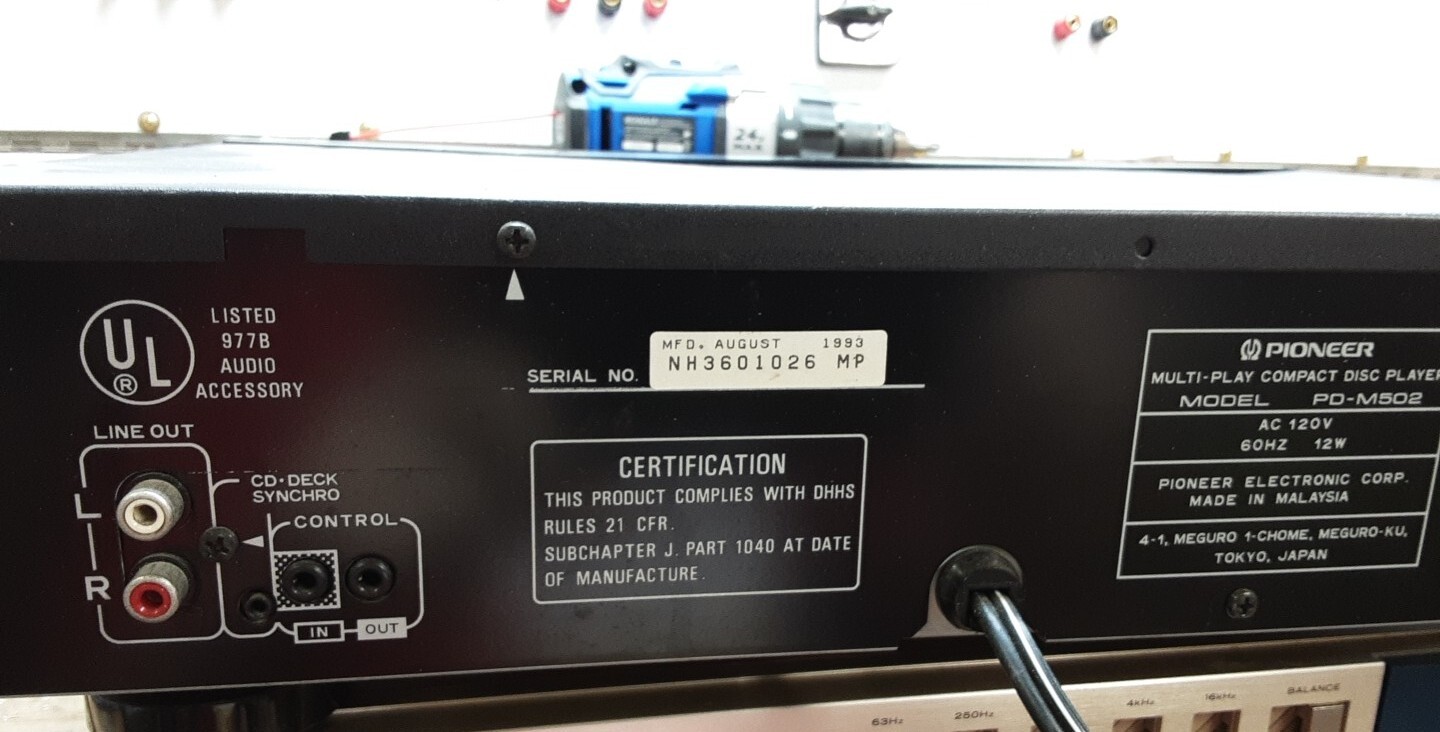 24V
MAX
UL
®
LISTED
977B
AUDIO
ACCESSORY
LINE OUT
L
R
CD•DECK
SYNCHRO
CONTROL
IN
OUT
MFD. AUGUST 1993
SERIAL NO. NH3601026 MP
CERTIFICATION
THIS PRODUCT COMPLIES WITH DHHS
RULES 21 CFR.
SUBCHAPTER J. PART 1040 AT DATE
OF MANUFACTURE.
PIONEER
MULTI-PLAY COMPACT DISC PLAYER
MODEL PD-M502
AC 120V
60HZ 12W
PIONEER ELECTRONIC CORP.
MADE IN MALAYSIA
4-1, MEGURO 1-CHOME, MEGURO-KU,
TOKYO, JAPAN
63Hz 250Hz 4kHz 16kHz BALANCE